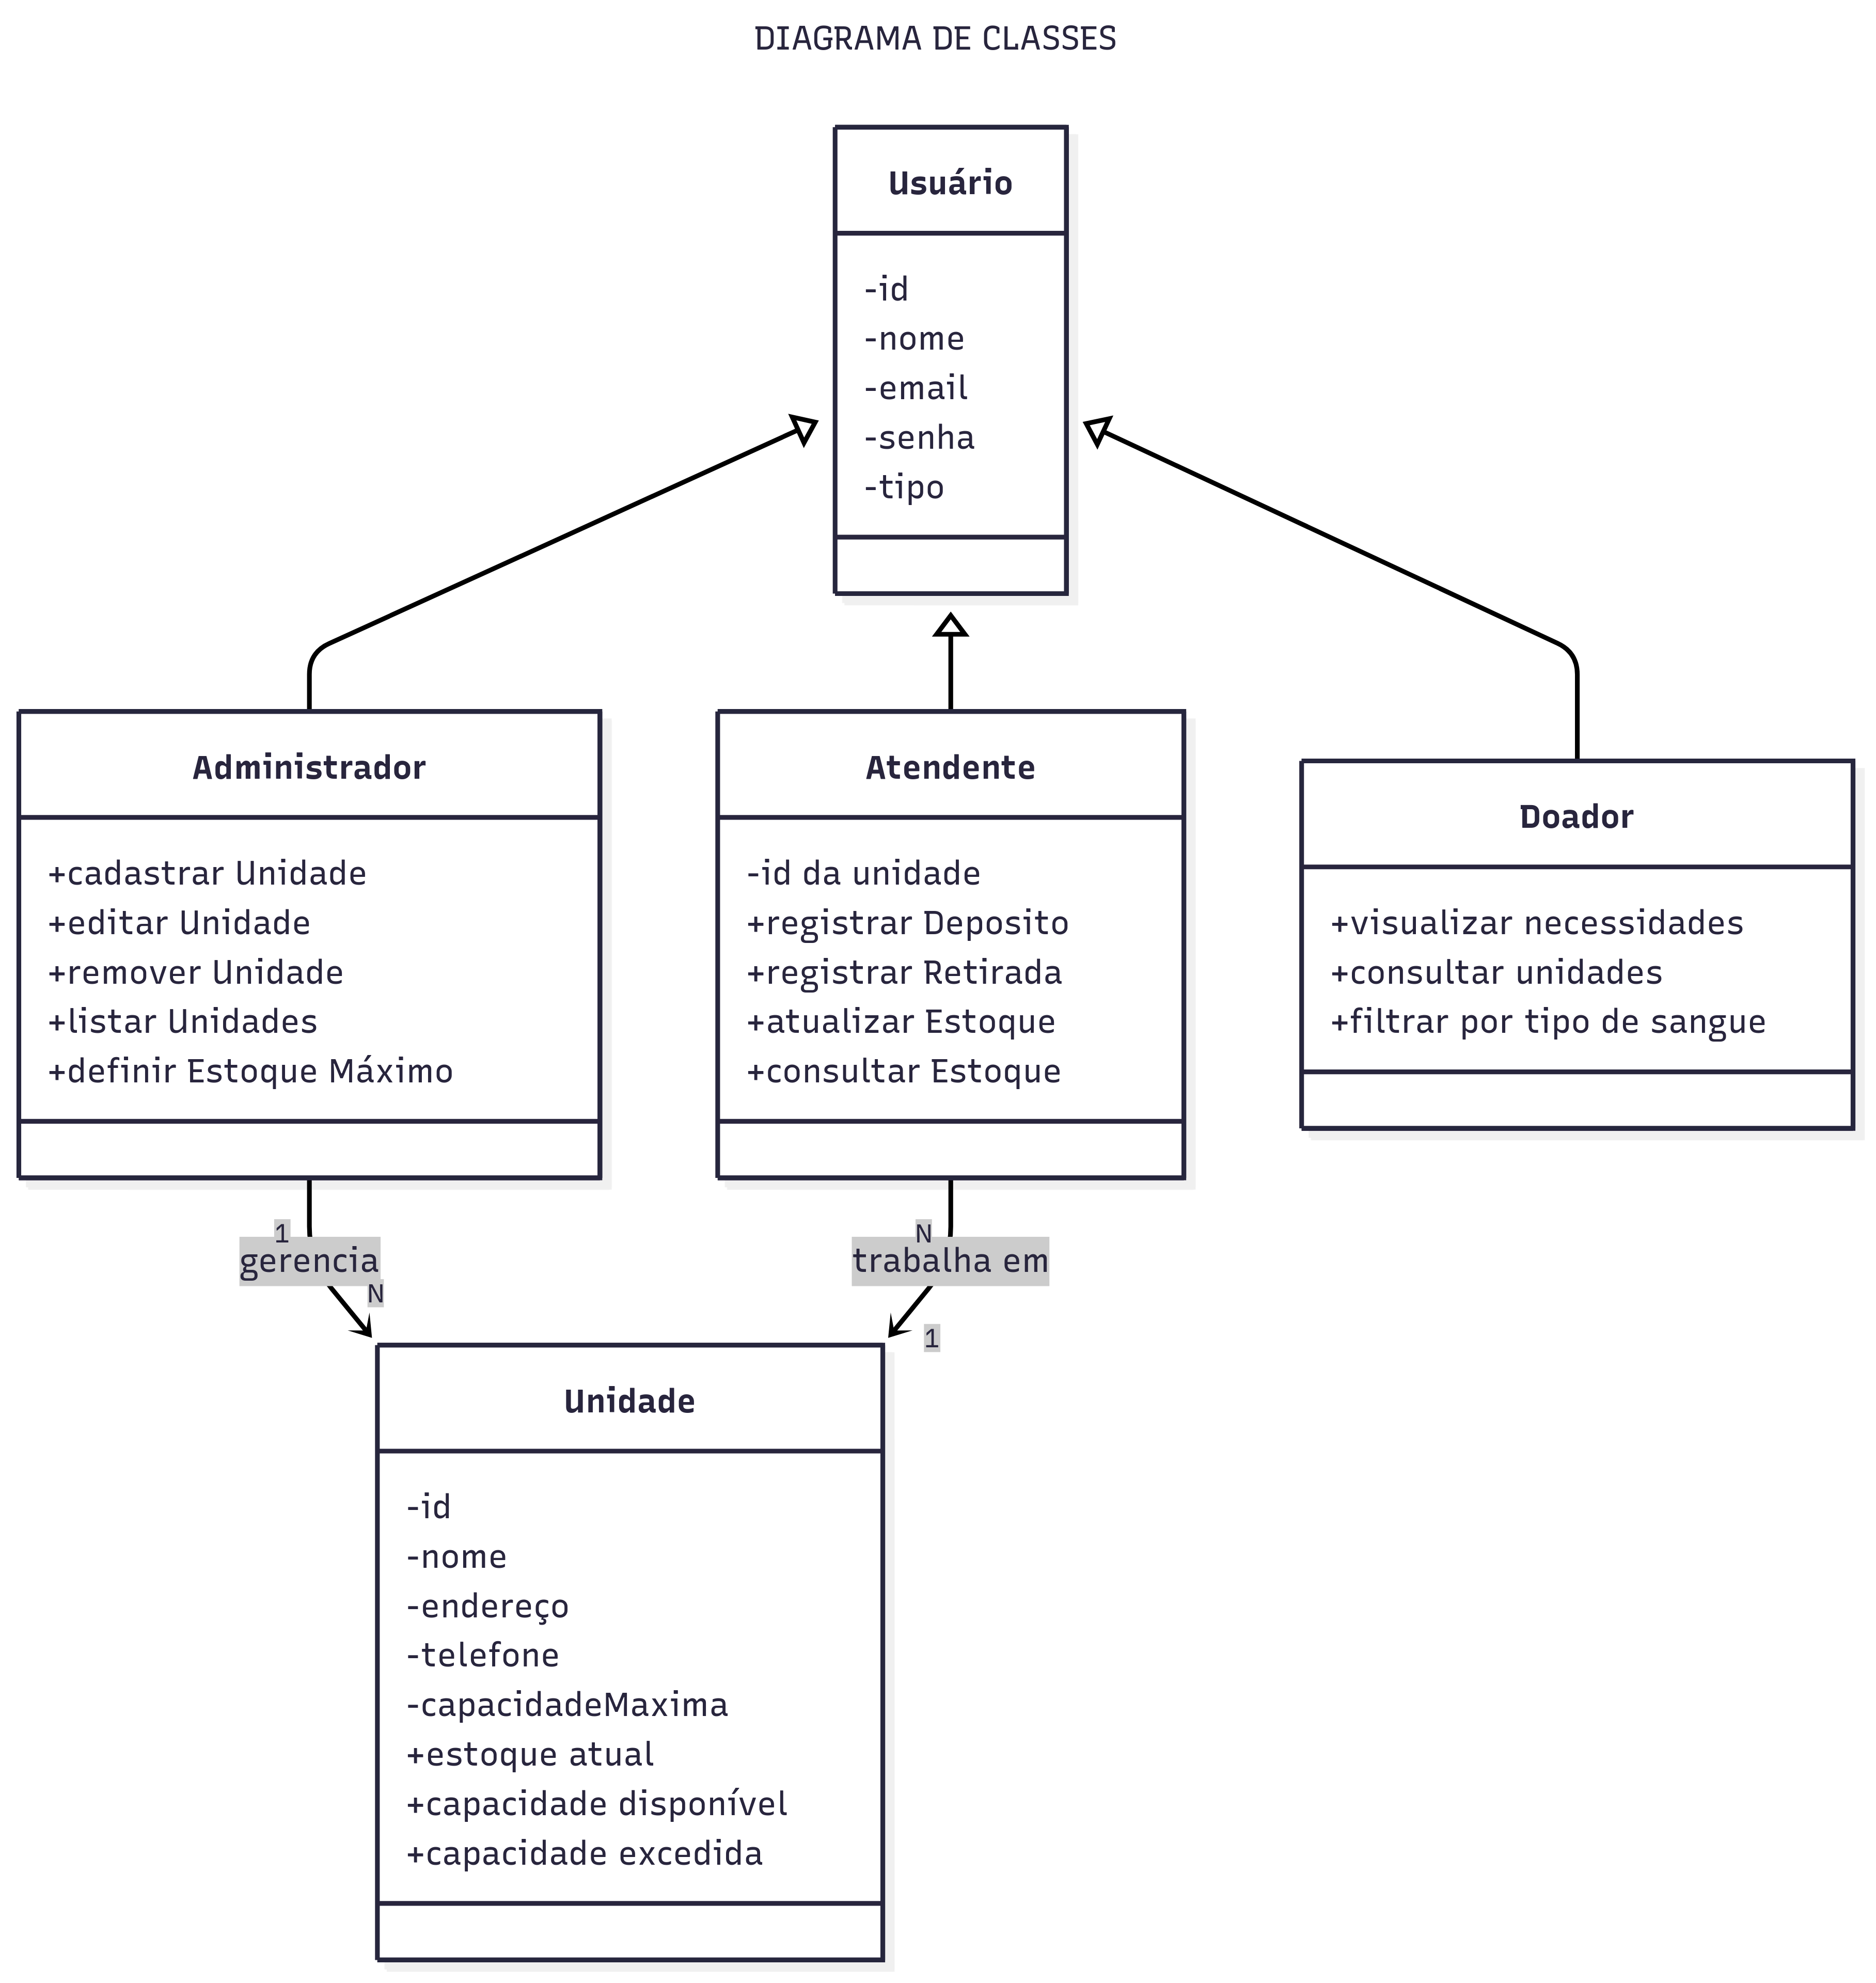 DIAGRAMA DE CLASSES
Usuário
-id
-nome
-email
-senha
-tipo
Administrador
+cadastrar Unidade
+editar Unidade
+remover Unidade
+listar Unidades
+definir Estoque Máximo
Atendente
-id da unidade
+registrar Deposito
+registrar Retirada
+atualizar Estoque
+consultar Estoque
Doador
+visualizar necessidades
+consultar unidades
+filtrar por tipo de sangue
1
gerencia
N
N
trabalha em
1
Unidade
-id
-nome
-endereço
-telefone
-capacidadeMaxima
+estoque atual
+capacidade disponível
+capacidade excedida